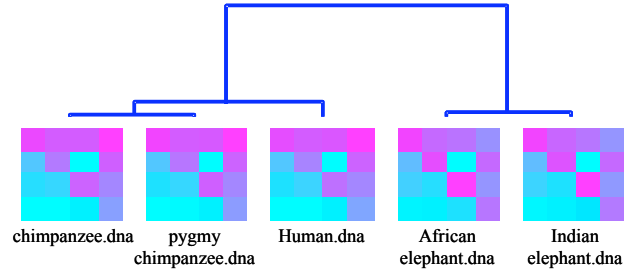 chimpanzee.dna
pygmy
chimpanzee.dna
Human.dna
African
elephant.dna
Indian
elephant.dna